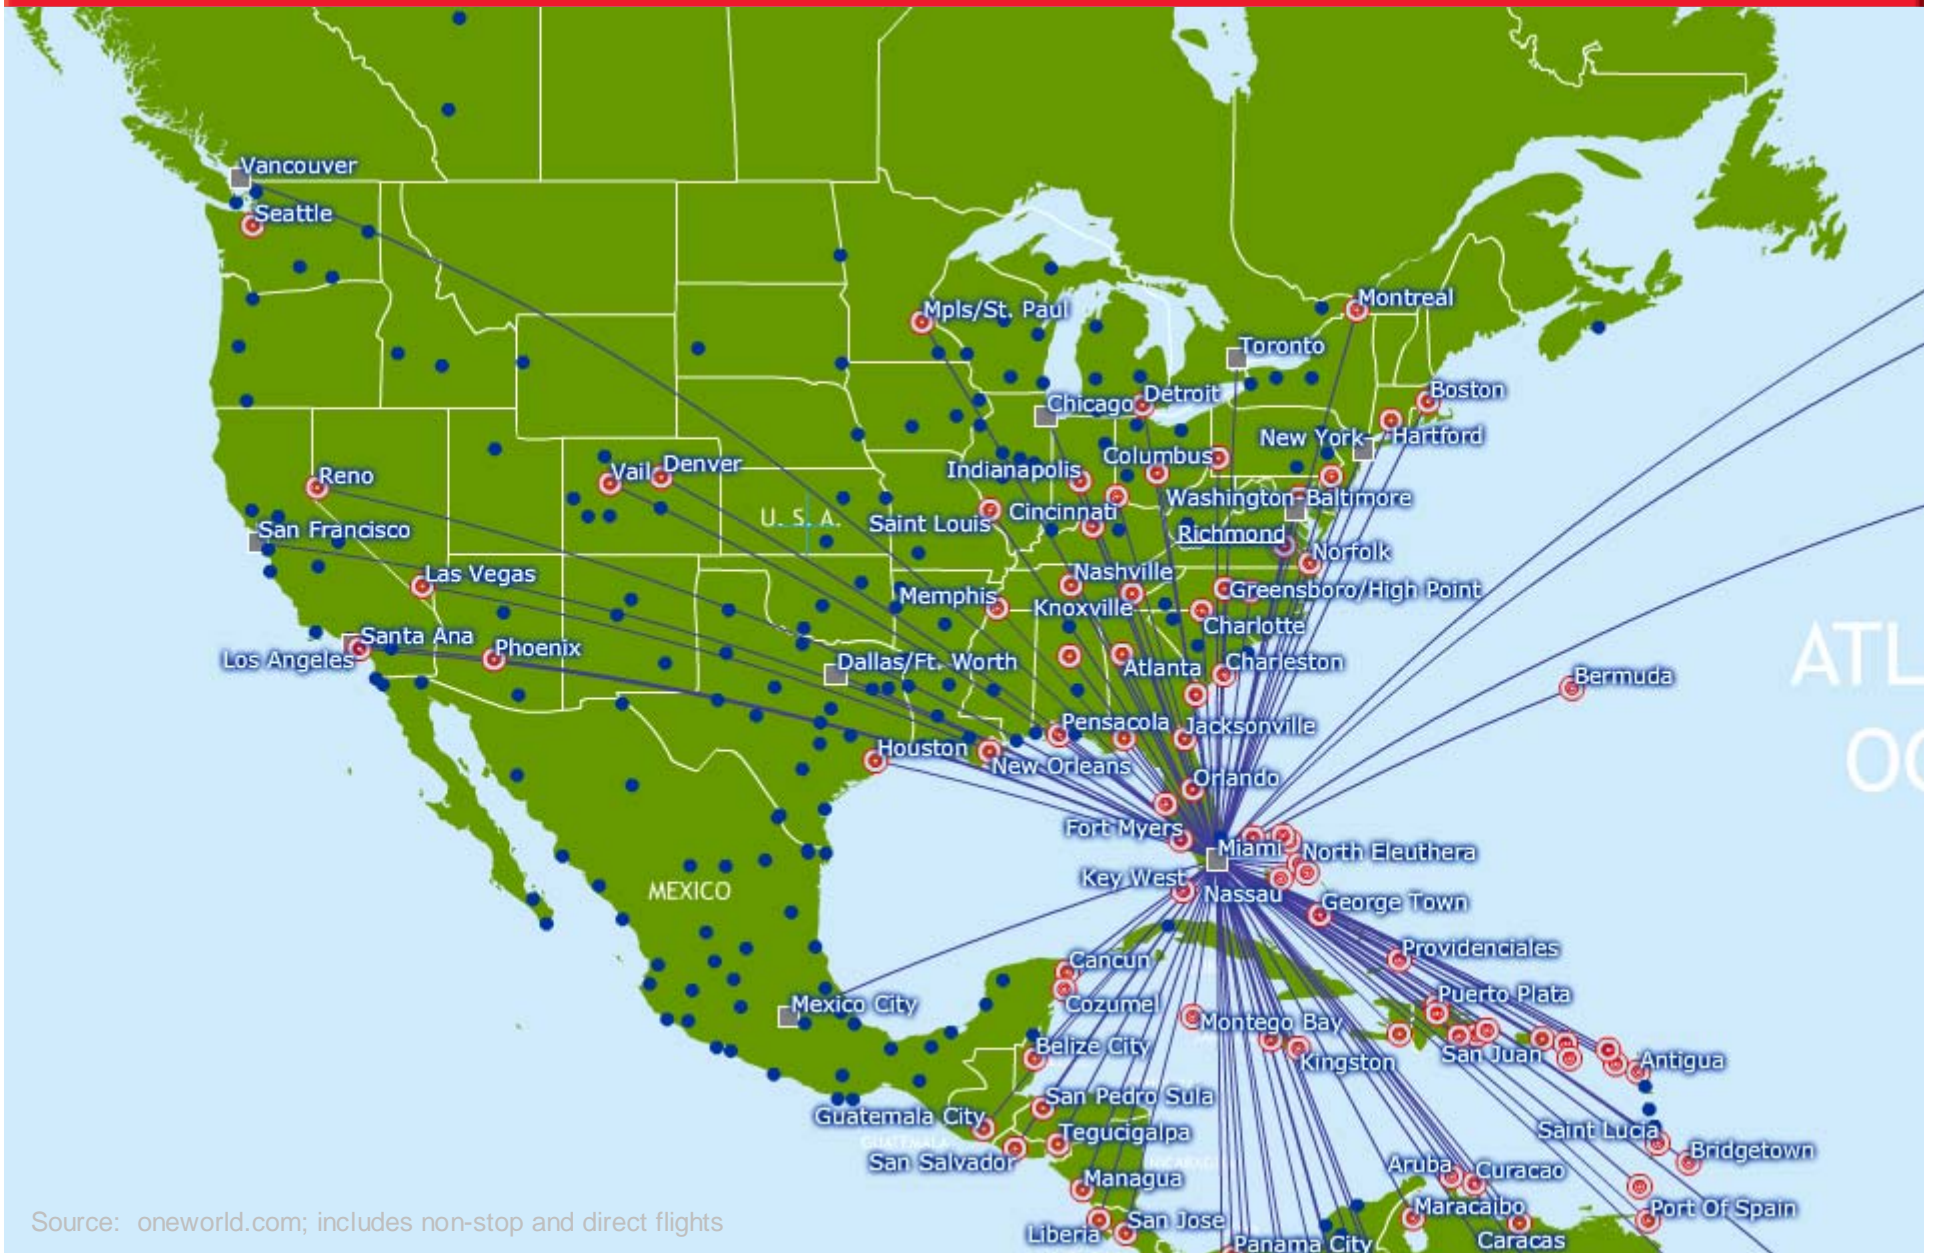 Vancouver
Seattle
Mpls/St. Paul
Montreal
Toronto
Boston
Chicago
Detroit
New York
Hartford
Reno
Vail
Denver
Indianapolis
Columbus
Washington
Baltimore
U. S. A.
Saint Louis
Cincinnati
San Francisco
Richmond
Norfolk
Las Vegas
Nashville
Memphis
Knoxville
Greensboro/High Point
Charlotte
Santa Ana
Los Angeles
Phoenix
Dallas/Ft. Worth
Atlanta
Charleston
Bermuda
ATL
OC
Pensacola
Jacksonville
Houston
New Orleans
Orlando
Fort Myers
Miami
North Eleuthera
Key West
Nassau
George Town
MEXICO
Cancun
Providenciales
Mexico City
Cozumel
Puerto Plata
Montego Bay
Belize City
Kingston
San Juan
Antigua
San Pedro Sula
Guatemala City
Tegucigalpa
GUATEMALA
San Salvador
NICARAGUA
Saint Lucia
Bridgetown
Managua
Aruba
Curacao
Maracaibo
Port Of Spain
San Jose
Liberia
Panama City
Caracas
Source: oneworld.com; includes non-stop and direct flights